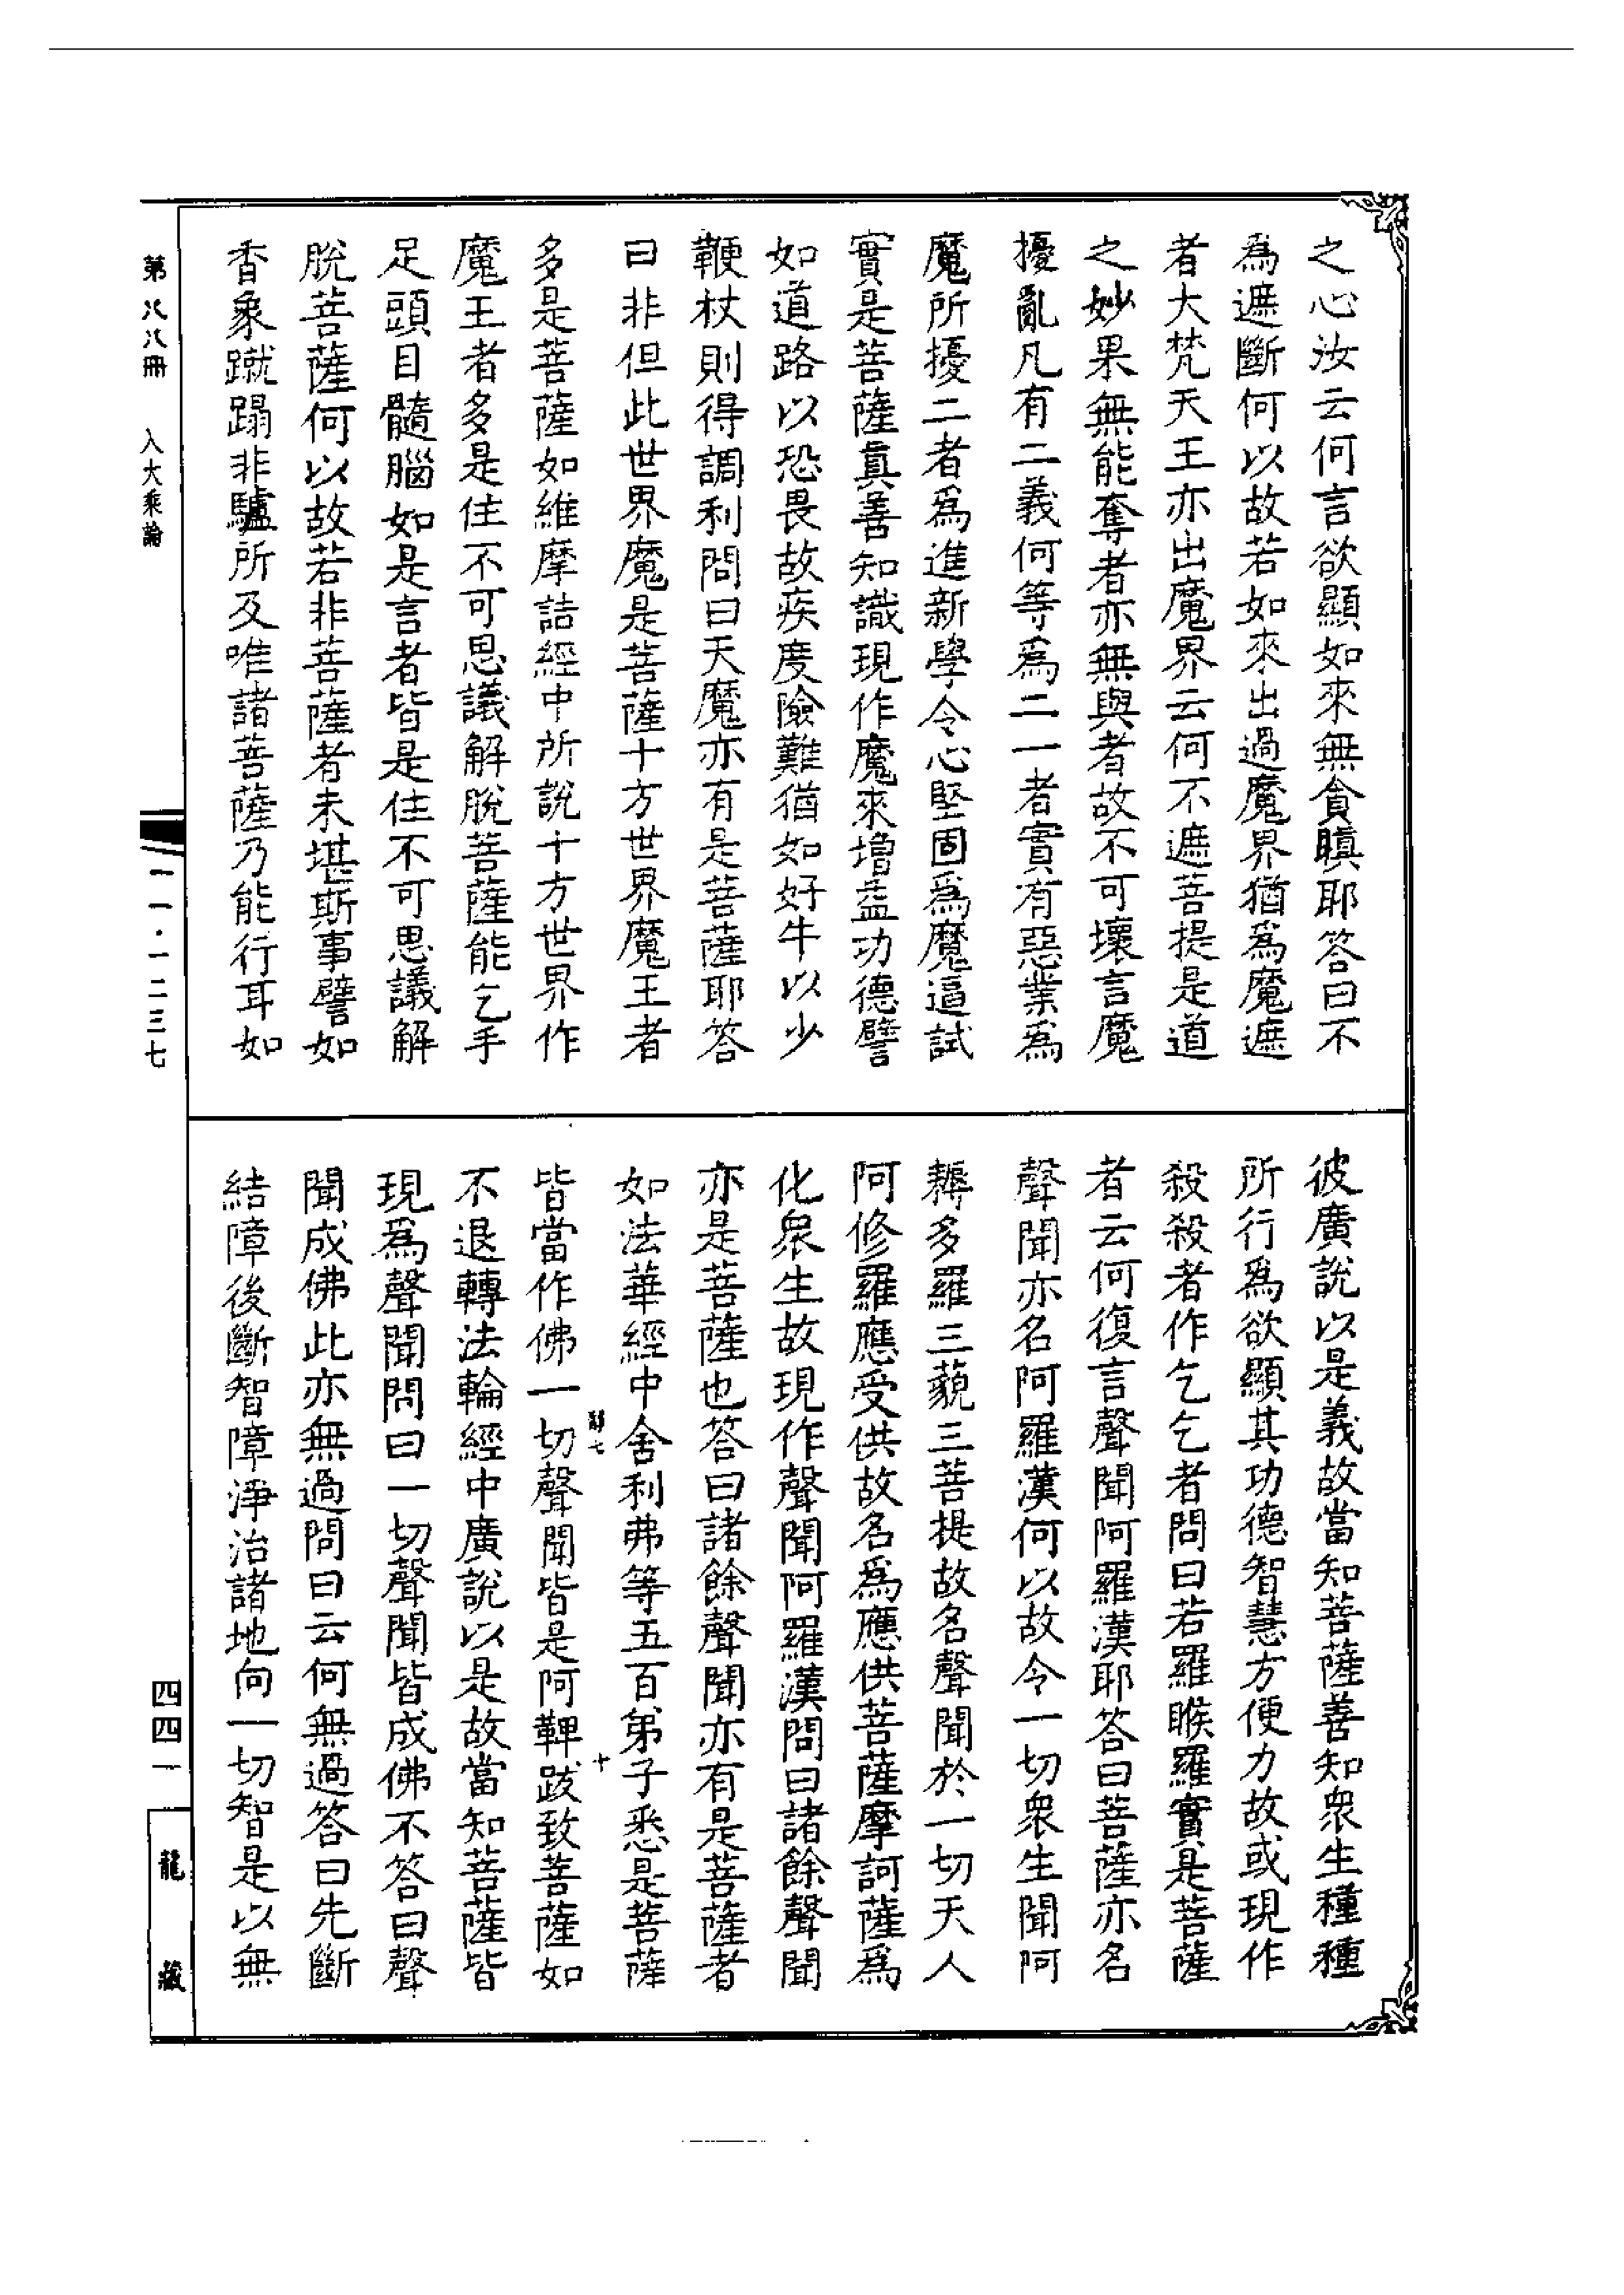 之心汝云何言欲顯如來無貪瞋耶答曰不
為遮斷何以故若如來出過魔界猶為魔遮
者大梵天王亦出魔界云何不遮菩提是道
之妙果無能奪者亦無與者故不可壞言魔
擾亂凡有二義何等爲二一者實有惡業爲
魔所擾二者爲進新學令心堅固爲魔逼試
實是菩薩真善知識現作魔來增益功德譬
如道路以恐畏故疾度險難猶如好牛以少
鞭杖則得調利問曰天魔亦有是菩薩耶答
曰非但此世界魔是菩薩十方世界魔王者
多是菩薩如維摩詰經中所說十方世界作
魔王者多是住不可思議解脫菩薩能乞手
足頭目髓腦如是言者皆是住不可思議解
脫菩薩何以故若非菩薩者未堪斯事譬如
香象蹴蹋非驢所及唯諸菩薩乃能行耳如
彼廣說以是義故當知菩薩善知眾生種種
所行爲欲顯其功德智慧方便力故或現作
殺殺者作乞乞者問曰若羅睺羅實是菩薩
者云何復言聲聞阿羅漢耶答曰菩薩亦名
聲聞亦名阿羅漢何以故令一切衆生聞阿
耨多羅三藐三菩提故名聲聞於一切天人
阿修羅應受供故名爲應供菩薩摩訶薩爲
化衆生故現作聲聞阿羅漢問曰諸餘聲聞
亦是菩薩也答曰諸餘聲聞亦有是菩薩者
如法華經中舍利弗等五百弟子悉是菩薩
皆當作佛一切聲聞皆是阿鞞跋致菩薩如
不退轉法輪經中廣說以是故當知菩薩皆
現爲聲聞問曰一切聲聞皆成佛不答曰聲
聞成佛此亦無過問曰云何無過答曰先斷
結障後斷智障淨治諸地向一切智是以無
第八八冊 入大乘論
一一·一二三七
四四一
龍藏